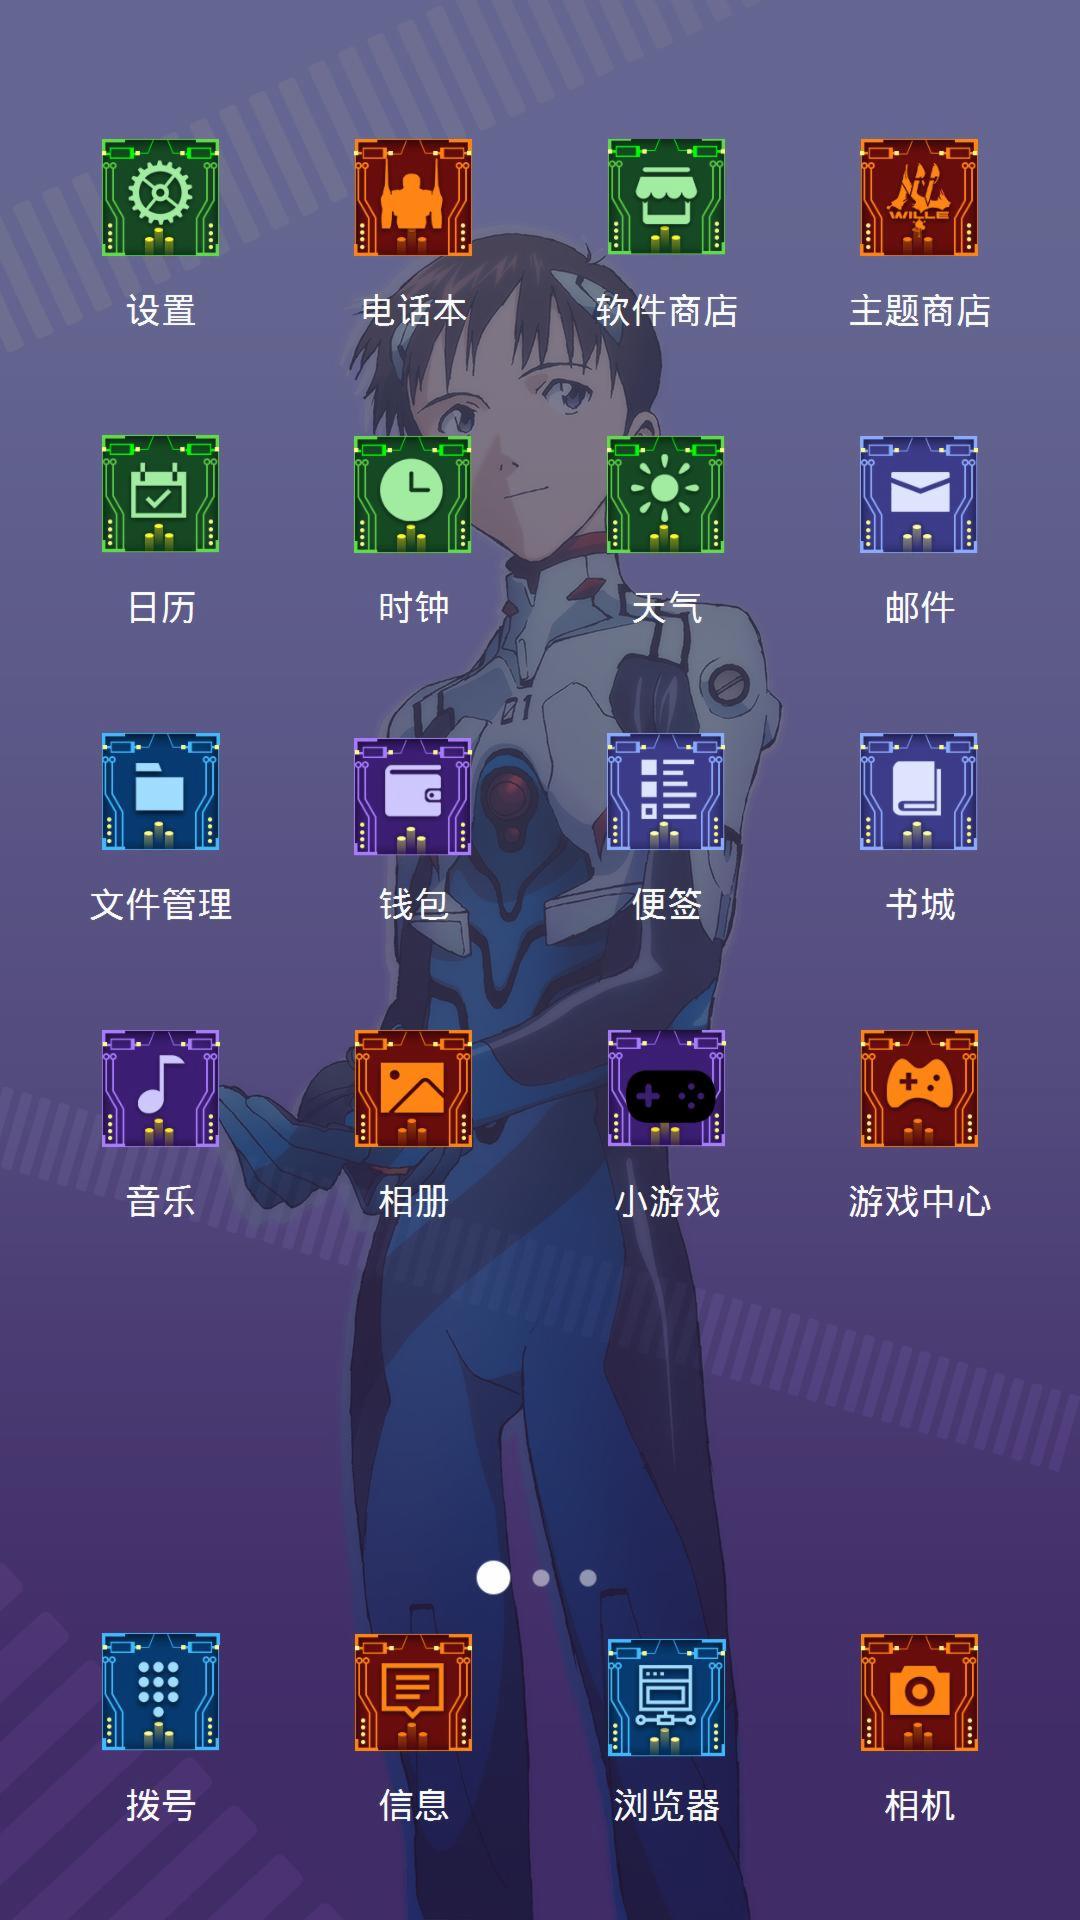 WILLE
设置
电话本
软件商店
主题商店
日历
时钟
天气
邮件
01
文件管理
钱包
便签
书城
音乐
相册
小游戏
游戏中心
拨号
信息
浏览器
相机